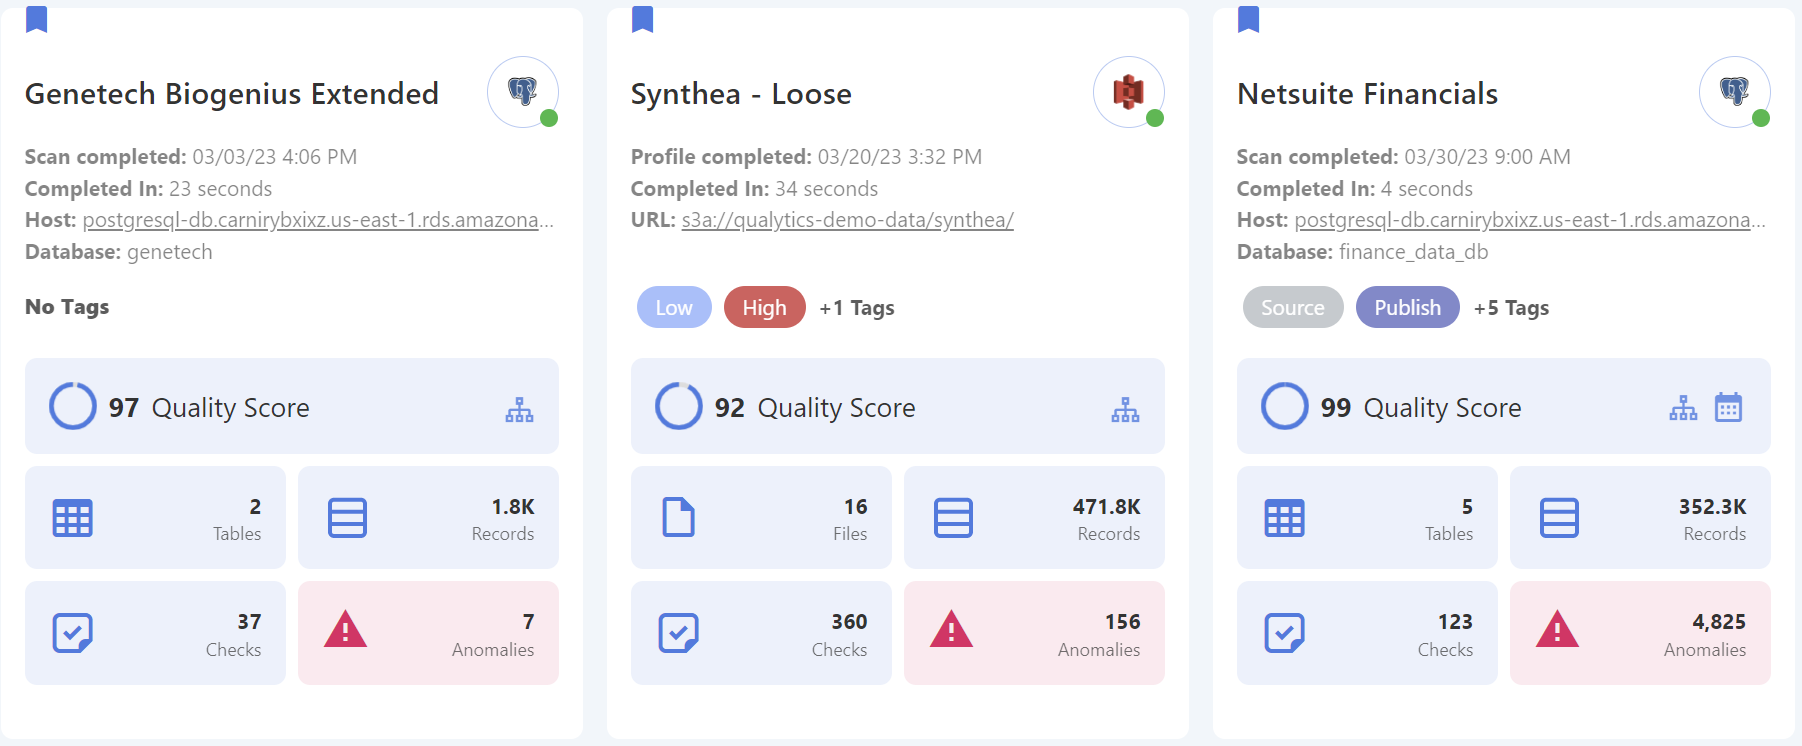 Genetech Biogenius Extended
Scan completed: 03/03/23 4:06 PM
Completed In: 23 seconds
Host: postgresql-db.carnirybxixz.us-east-1.rds.amazona...
Database: genetech
No Tags
97 Quality Score
2
Tables
1.8K
Records
37
Checks
7
Anomalies
Synthea - Loose
Profile completed: 03/20/23 3:32 PM
Completed In: 34 seconds
URL: s3a://qualytics-demo-data/synthea/
Low High +1 Tags
92 Quality Score
16
Files
471.8K
Records
360
Checks
156
Anomalies
Netsuite Financials
Scan completed: 03/30/23 9:00 AM
Completed In: 4 seconds
Host: postgresql-db.carnirybxixz.us-east-1.rds.amazona...
Database: finance_data_db
Source Publish +5 Tags
99 Quality Score
5
Tables
352.3K
Records
123
Checks
4,825
Anomalies